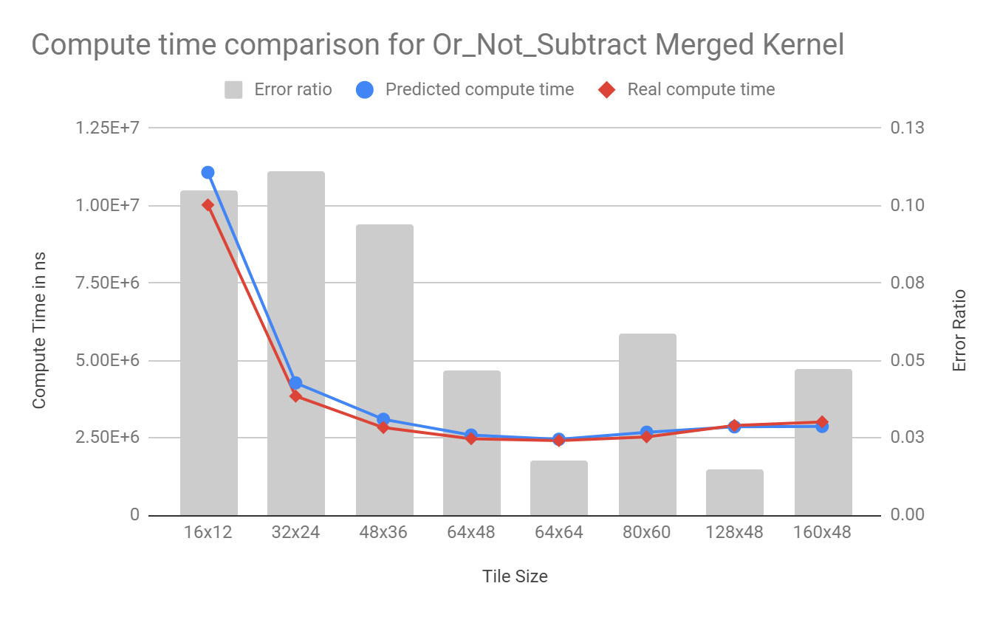 Compute time comparison for Or_Not_Subtract Merged Kernel
Error ratio Predicted compute time Real compute time
1.25E+7 0.13
1.00E+7 0.10
7.50E+6 0.08
5.00E+6 0.05
2.50E+6 0.03
0 0.00
Compute Time in ns
Error Ratio
16x12 32x24 48x36 64x48 64x64 80x60 128x48 160x48
Tile Size